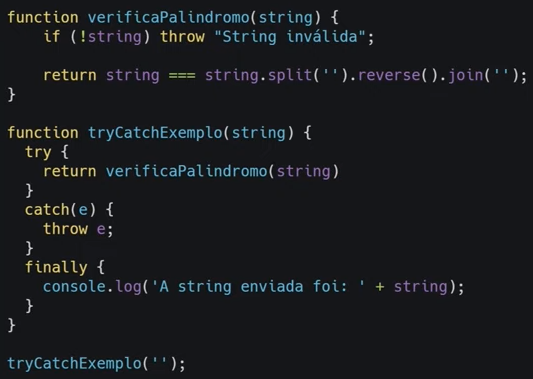 function verificaPalindromo(string) {
    if (!string) throw "String inválida";

    return string === string.split('').reverse().join('');
}

function tryCatchExemplo(string) {
  try {
    return verificaPalindromo(string)
  }
  catch(e) {
    throw e;
  }
  finally {
    console.log('A string enviada foi: ' + string);
  }
}

tryCatchExemplo('');